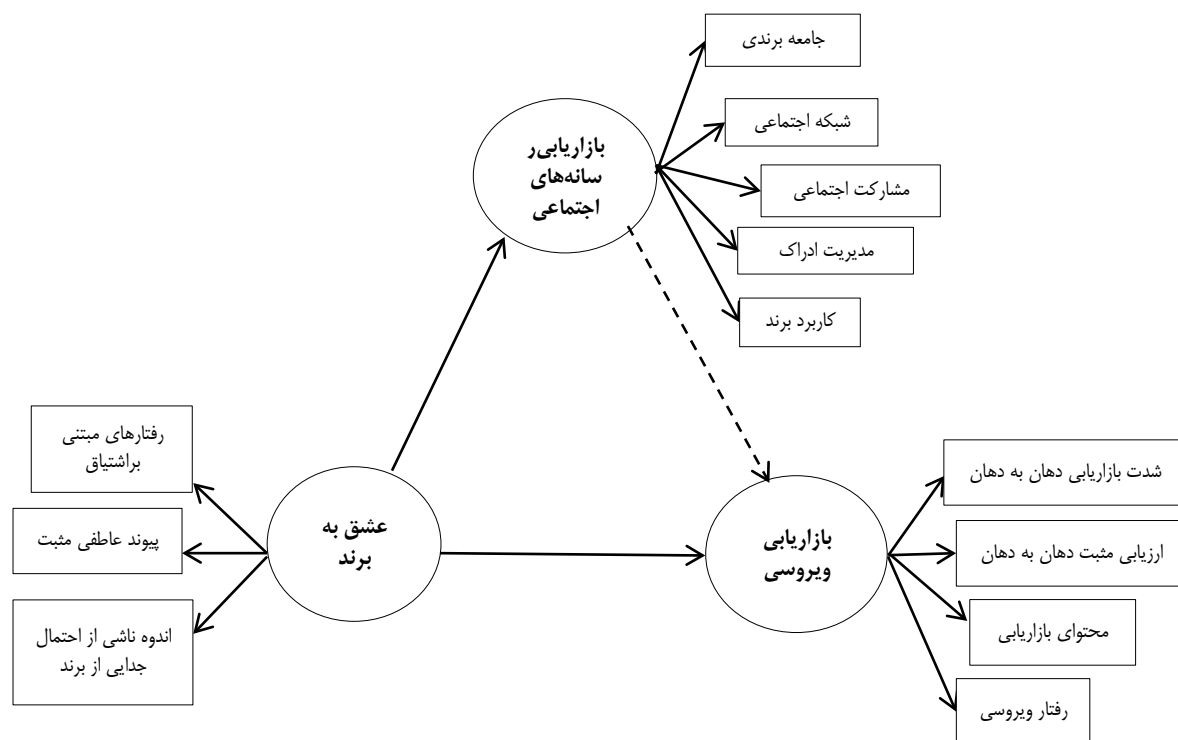 جامعه برندی
شبکه اجتماعی
بازاریابیر
سانه‌های
اجتماعی
مشارکت اجتماعی
مدیریت ادراک
کاربرد برند
رفتارهای مبتنی
براشتیاق
پیوند عاطفی مثبت
اندوه ناشی از احتمال
جدایی از برند
عشق به
برند
بازاریابی
ویروسی
شدت بازاریابی دهان به دهان
ارزیابی مثبت دهان به دهان
محتوای بازاریابی
رفتار ویروسی